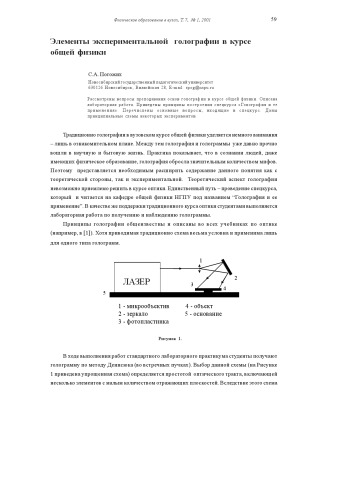 Физическое образование в вузах, Т. 7, № 1, 2001 59
Элементы экспериментальной голографии в курсе
общей физики
С.А. Погожих
Новосибирский государственный педагогический университет
630126 Новосибирск, Вилюйская 28. E-mail:
Рассмотрены вопросы преподавания основ голографии в курсе общей физики. Описана
лабораторная работа. Приведены принципы построения спецкурса «Голография и ее
применение». Перечислены основные вопросы, входящие в спецкурс. Даны
принципиальные схемы некоторых экспериментов.
Традиционно голографии в вузовском курсе общей физики уделяется немного внимания
– лишь в ознакомительном плане. Между тем голография и голограммы уже давно прочно
вошли в научную и бытовую жизнь. Практика показывает, что в сознании людей, даже
имеющих физическое образование, голография обросла значительным количеством мифов.
Поэтому представляется необходимым расширить содержание данного понятия как с
теоретической стороны, так и экспериментальной. Теоретический аспект голографии
невозможно приемлемо решить в курсе оптики. Единственный путь – проведение спецкурса,
который и читается на кафедре общей физики НГПУ под названием "Голография и ее
применение". В качестве же поддержки традиционного курса оптики студентами выполняется
лабораторная работа по получению и наблюдению голограммы.
Принципы голографии общеизвестны и описаны во всех учебниках по оптике
(например, в [1]). Хотя приводимая традиционно схема весьма условна и применима лишь
для одного типа голограмм.
1
2
ЛАЗЕР
3
4
5
1 - микрообъектив 4 - объект
2 - зеркало 5 - основание
3 - фотопластинка
Рисунок 1.
В ходе выполнения работ стандартного лабораторного практикума студенты получают
голограмму по методу Денисюка (во встречных пучках). Выбор данной схемы (на Рисунке
1 приведена упрощенная схема) определяется простотой оптического тракта, включающей
несколько элементов с малым количеством отражающих плоскостей. Вследствие этого схема